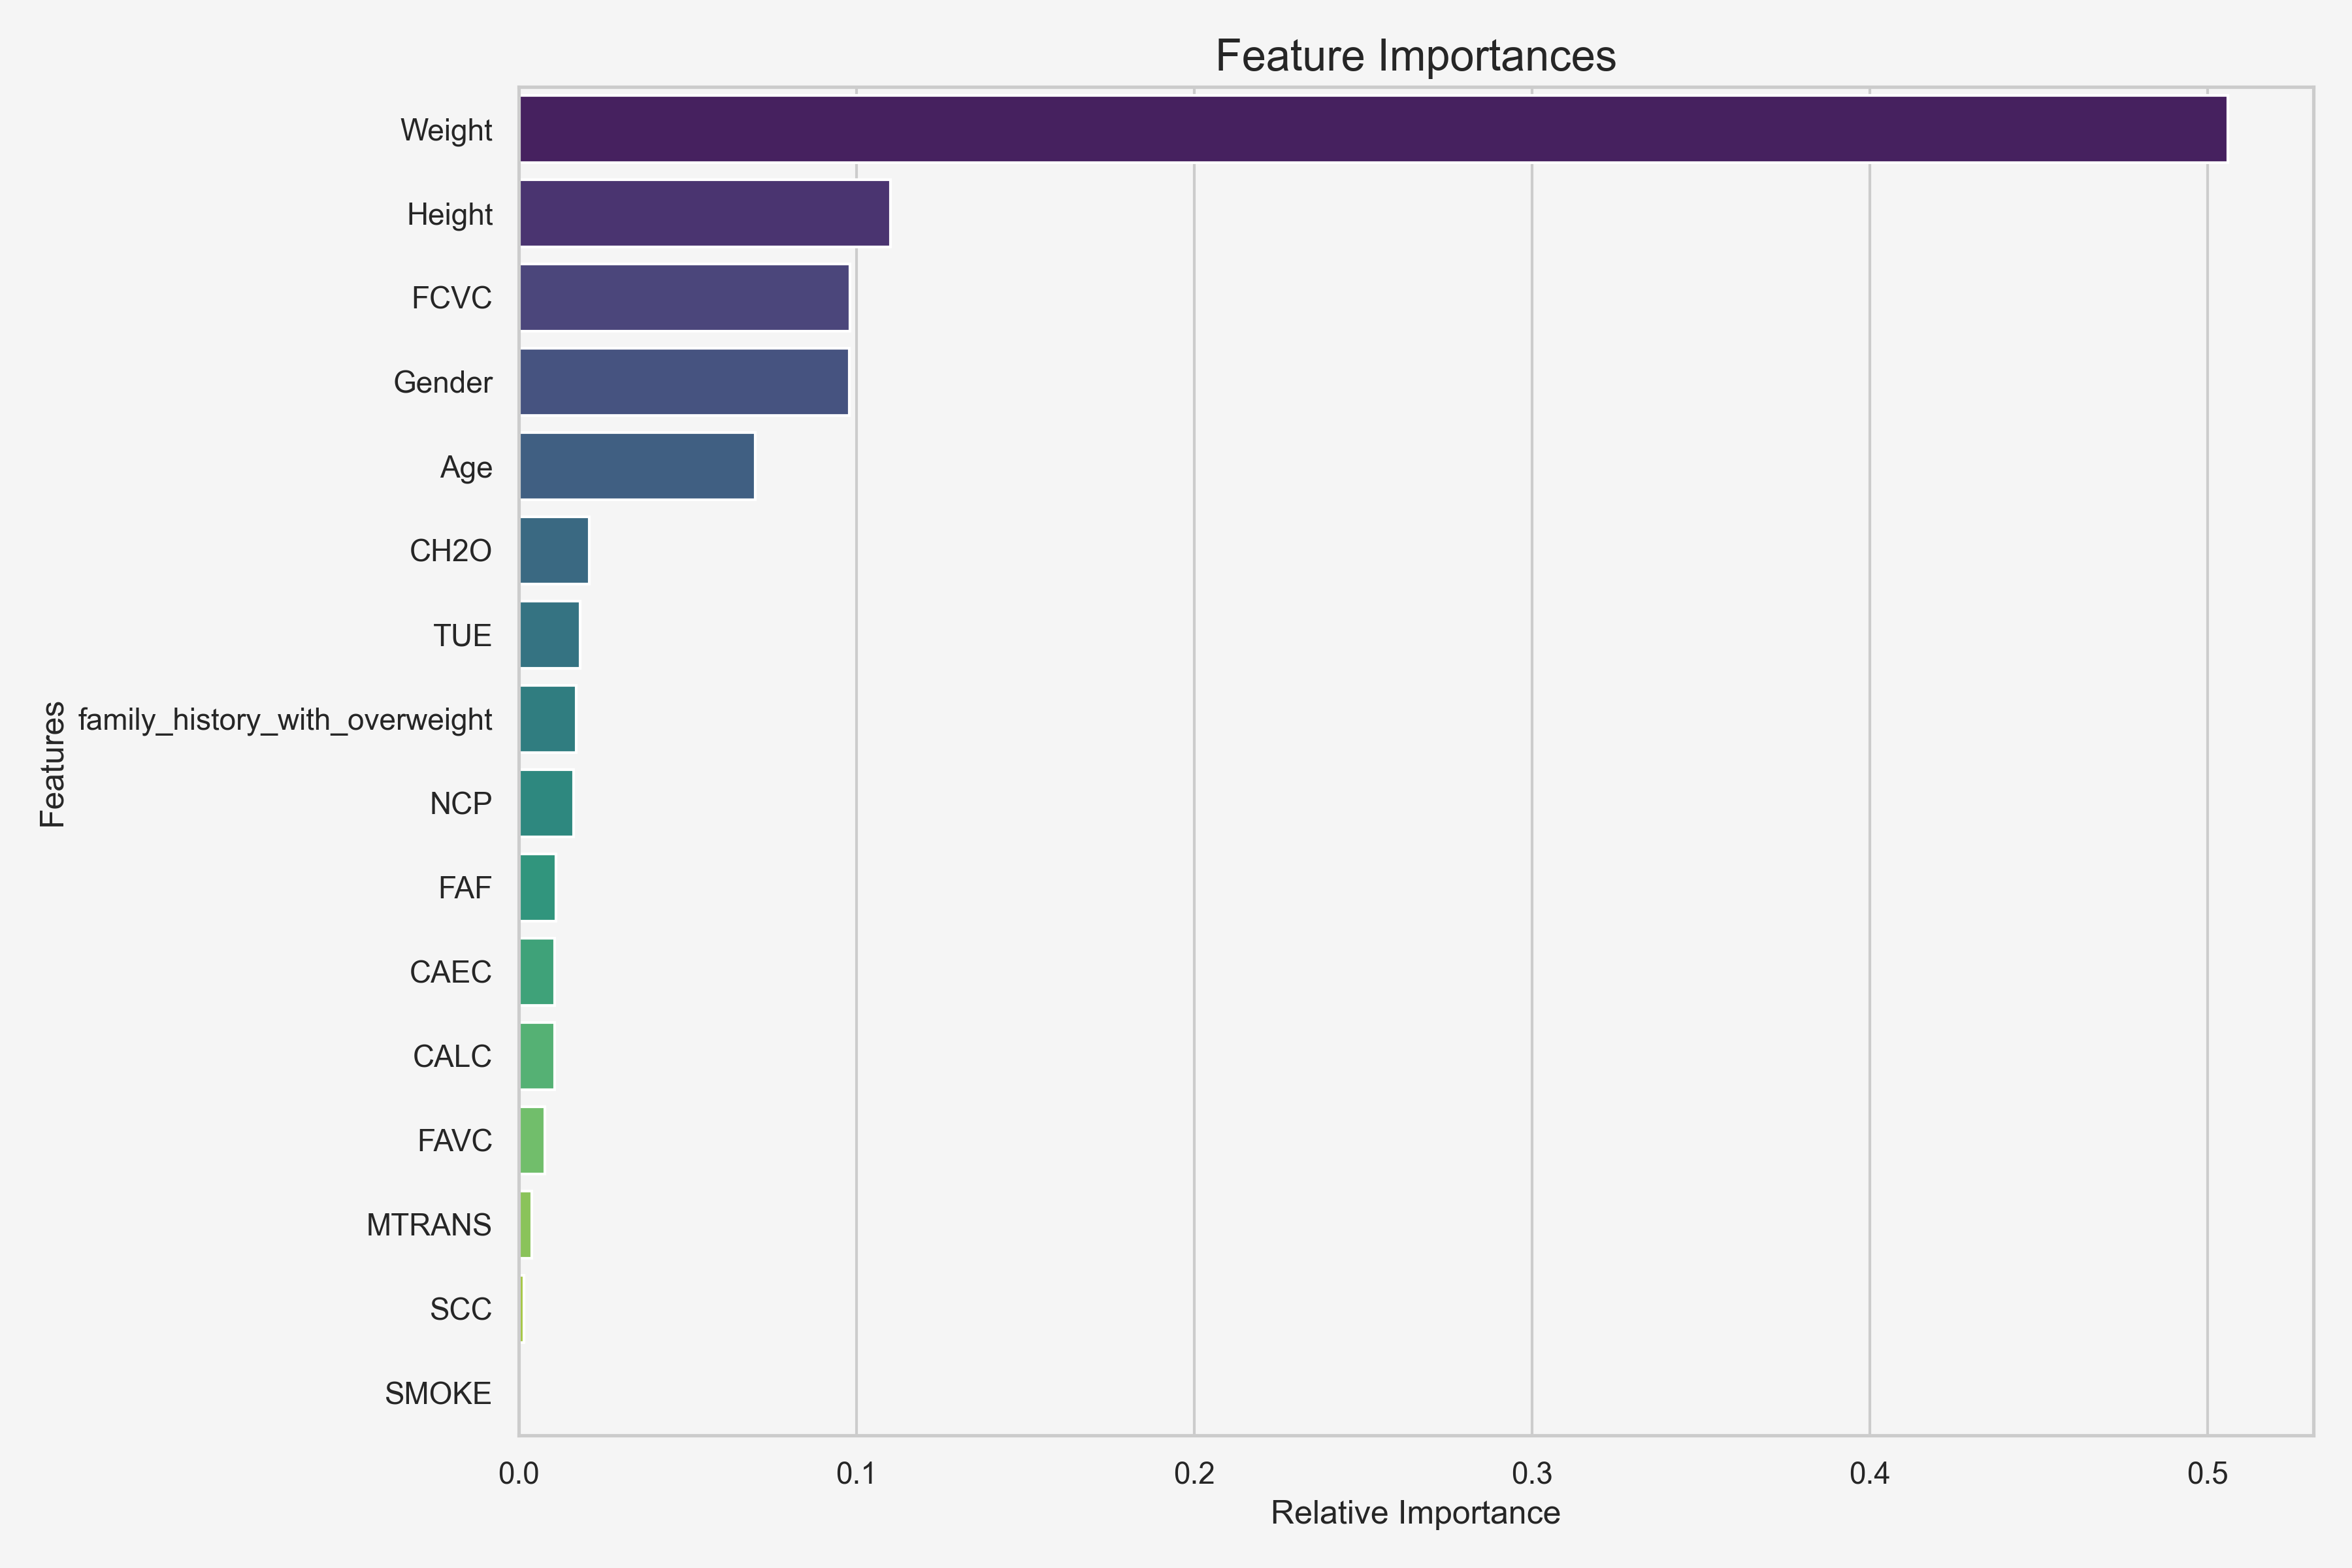 Feature Importances
Weight
Height
FCVC
Gender
Age
CH2O
TUE
family_history_with_overweight
NCP
FAF
CAEC
CALC
FAVC
MTRANS
SCC
SMOKE
Features
0.0 0.1 0.2 0.3 0.4 0.5
Relative Importance